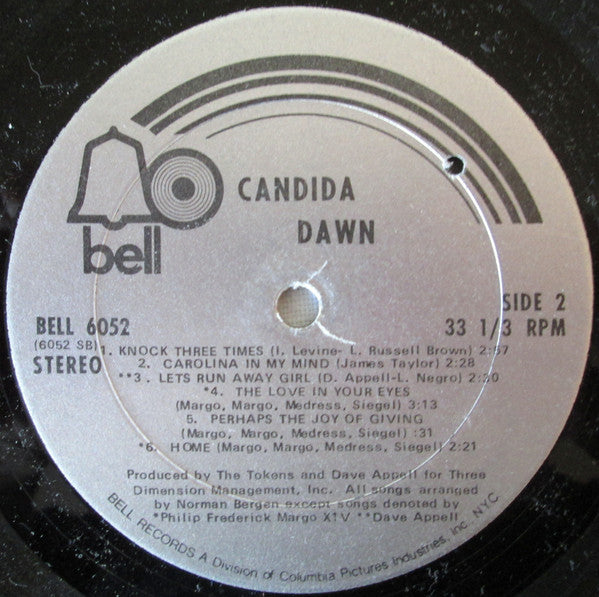 CANDIDA
DAWN
bell
BELL 6052
SIDE 2
(6052 SB)
33 1/3 RPM
STEREO
1. KNOCK THREE TIMES (I. Levine- L. Russell Brown) 2:57
2. CAROLINA IN MY MIND (James Taylor) 2:28
**3. LETS RUN AWAY GIRL (D. Appell-L. Negro) 2:30
*4. THE LOVE IN YOUR EYES
(Margo, Margo, Medress, Siegel) 3:13
5. PERHAPS THE JOY OF GIVING
(Margo, Margo, Medress, Siegel) :31
*6. HOME (Margo, Margo, Medress, Siegel) 2:21
Produced by The Tokens and Dave Appell for Three
Dimension Management, Inc. All songs arranged
by Norman Bergen except songs denoted by
*Philip Frederick Margo X1V **Dave Appell
BELL RECORDS A Division of Columbia Pictures Industries, Inc. N.Y.C